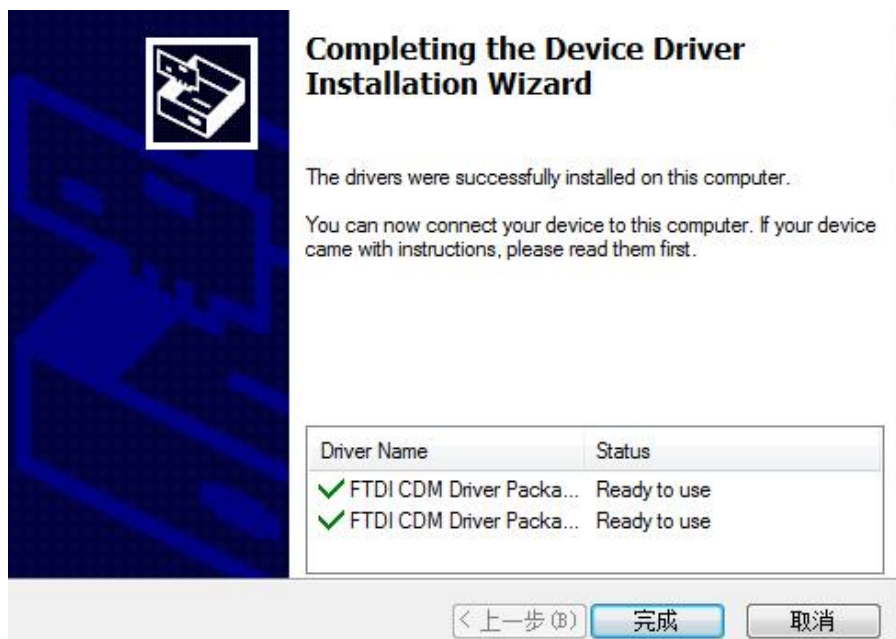 Completing the Device Driver
Installation Wizard
The drivers were successfully installed on this computer.
You can now connect your device to this computer. If your device
came with instructions, please read them first.
Driver Name Status
FTDI CDM Driver Packa... Ready to use
FTDI CDM Driver Packa... Ready to use
< 上一步(B) 完成 取消